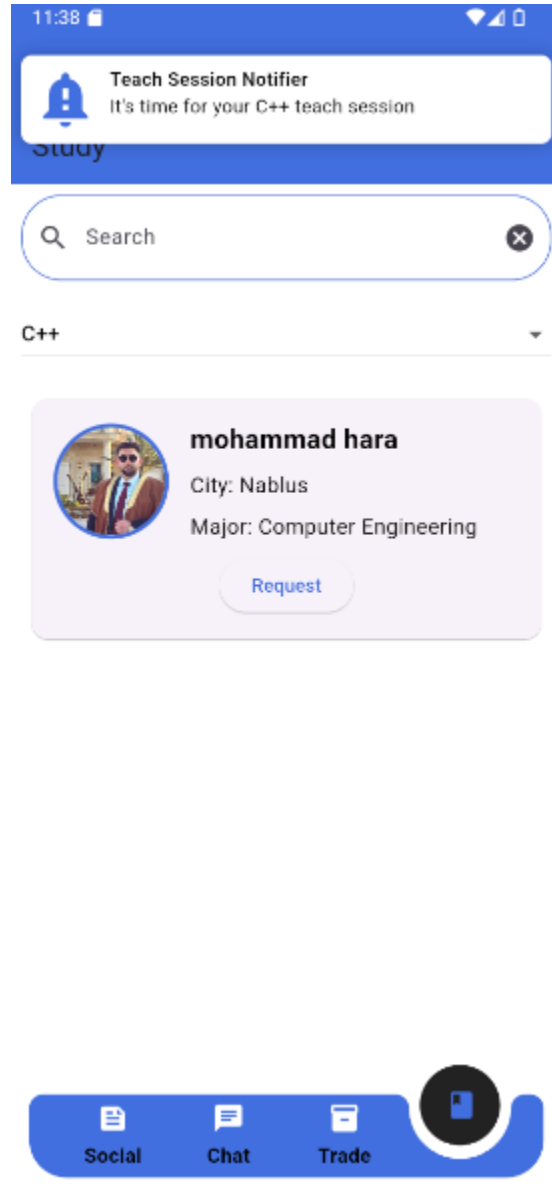 11:38
Teach Session Notifier
It's time for your C++ teach session
Study
Search
C++
mohammad hara
City: Nablus
Major: Computer Engineering
Request
Social
Chat
Trade